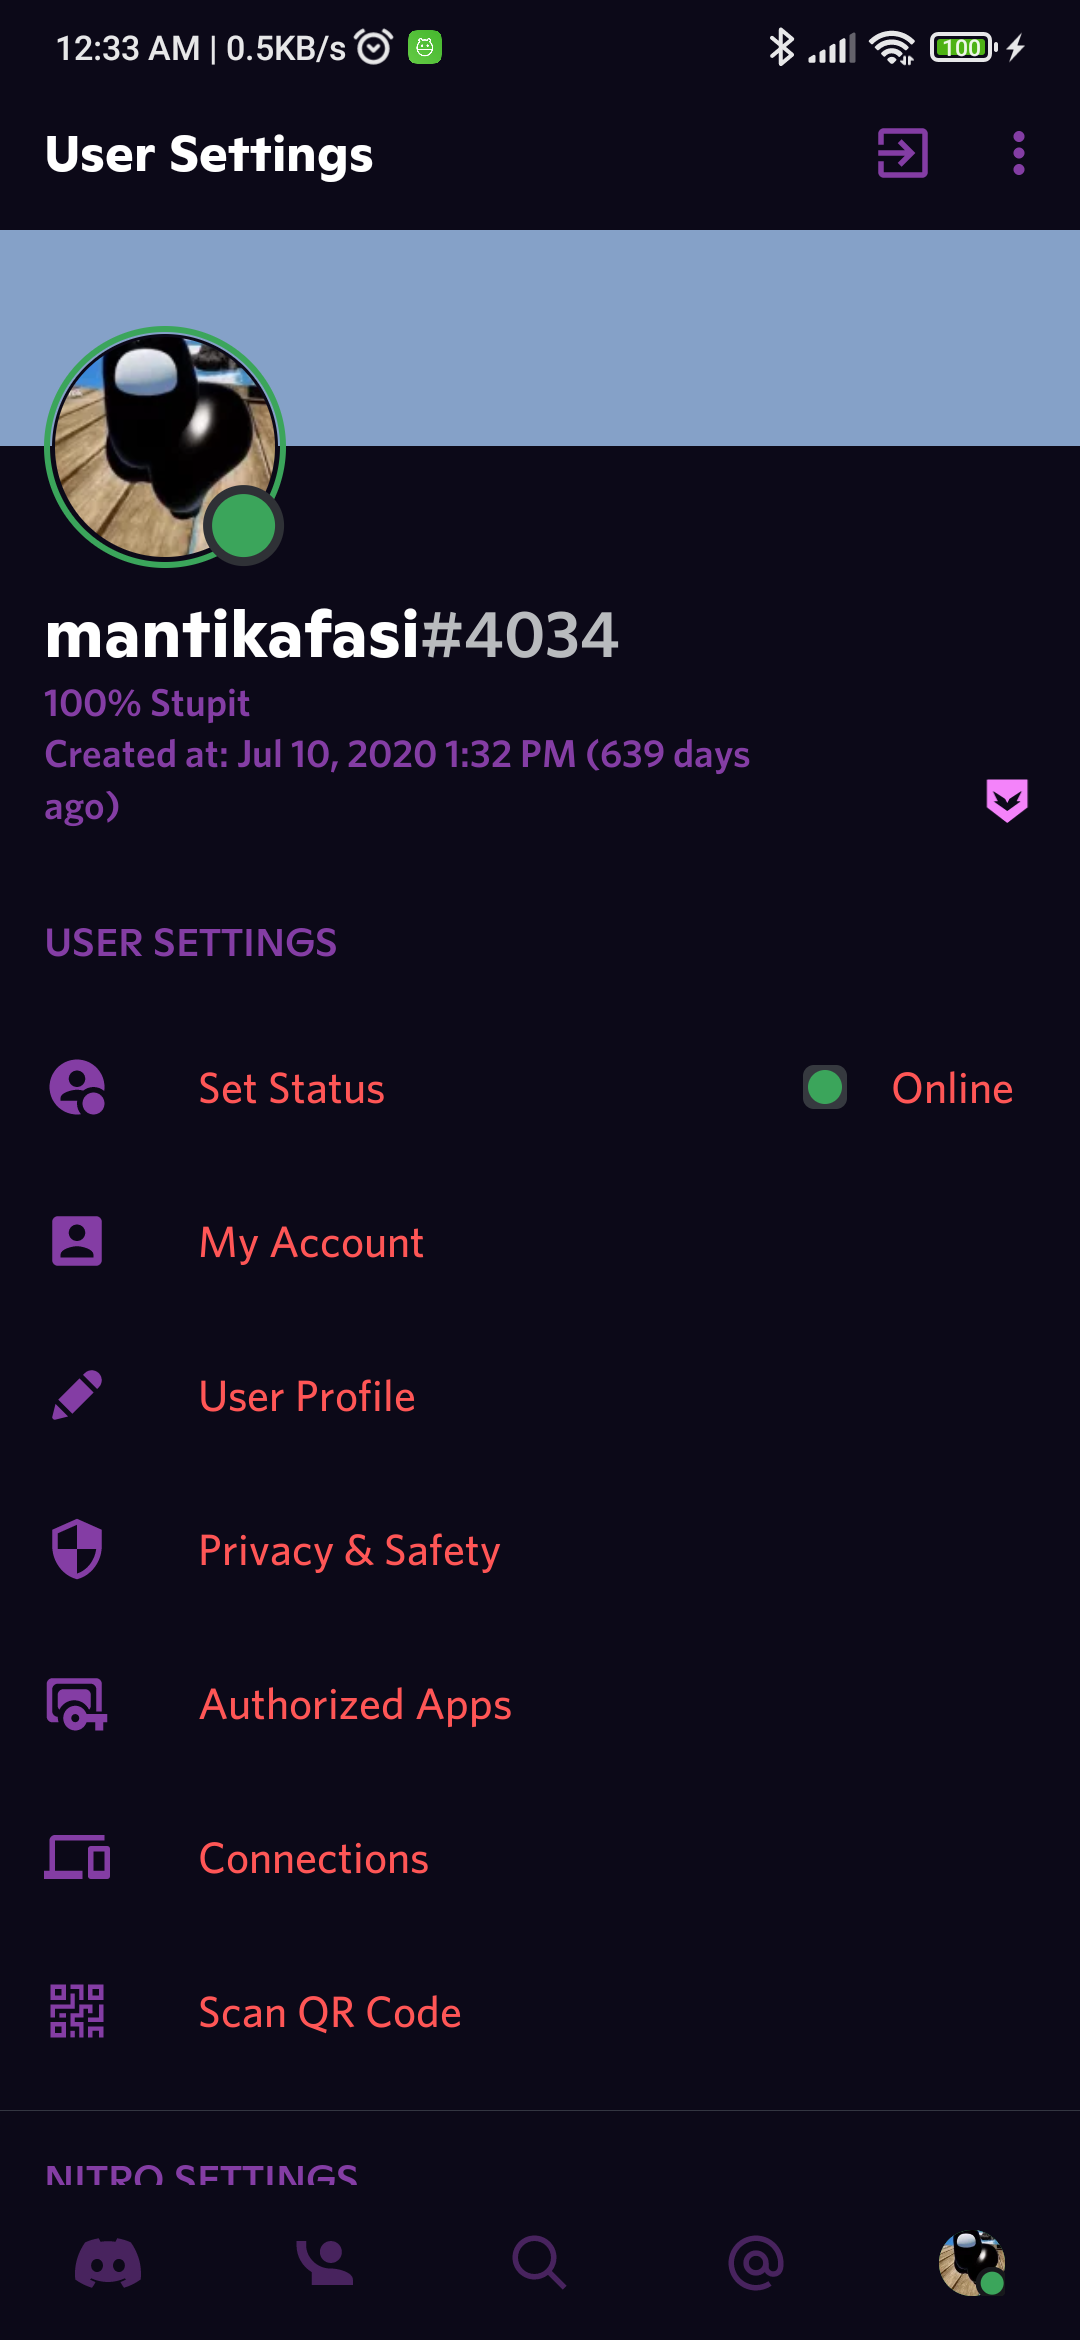 12:33 AM | 0.5KB/s
100
User Settings
mantikafasi#4034
100% Stupit
Created at: Jul 10, 2020 1:32 PM (639 days
ago)
USER SETTINGS
Set Status
Online
My Account
User Profile
Privacy & Safety
Authorized Apps
Connections
Scan QR Code
NITRO SETTINGS